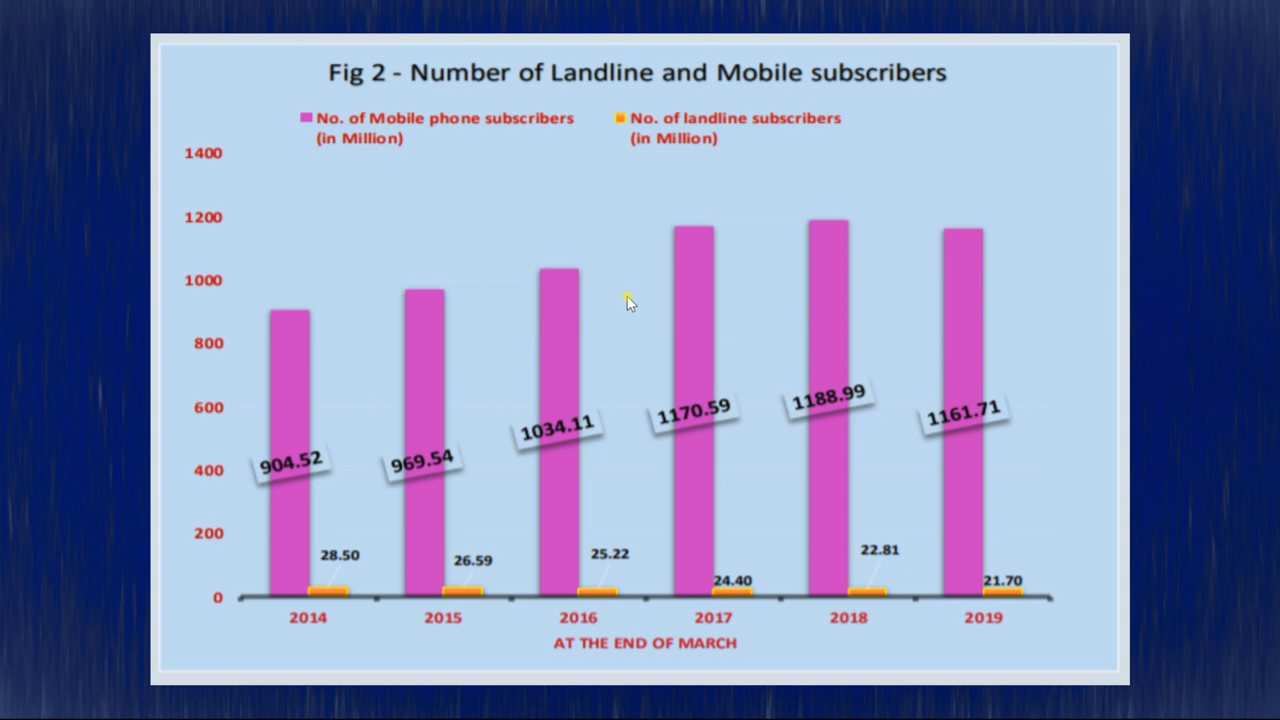 Fig 2 - Number of Landline and Mobile subscribers
No. of Mobile phone subscribers
(in Million)
No. of landline subscribers
(in Million)
1400
1200
1000
800
600
400
200
0
904.52
969.54
1034.11
1170.59
1188.99
1161.71
28.50
26.59
25.22
24.40
22.81
21.70
2014 2015 2016 2017 2018 2019
AT THE END OF MARCH